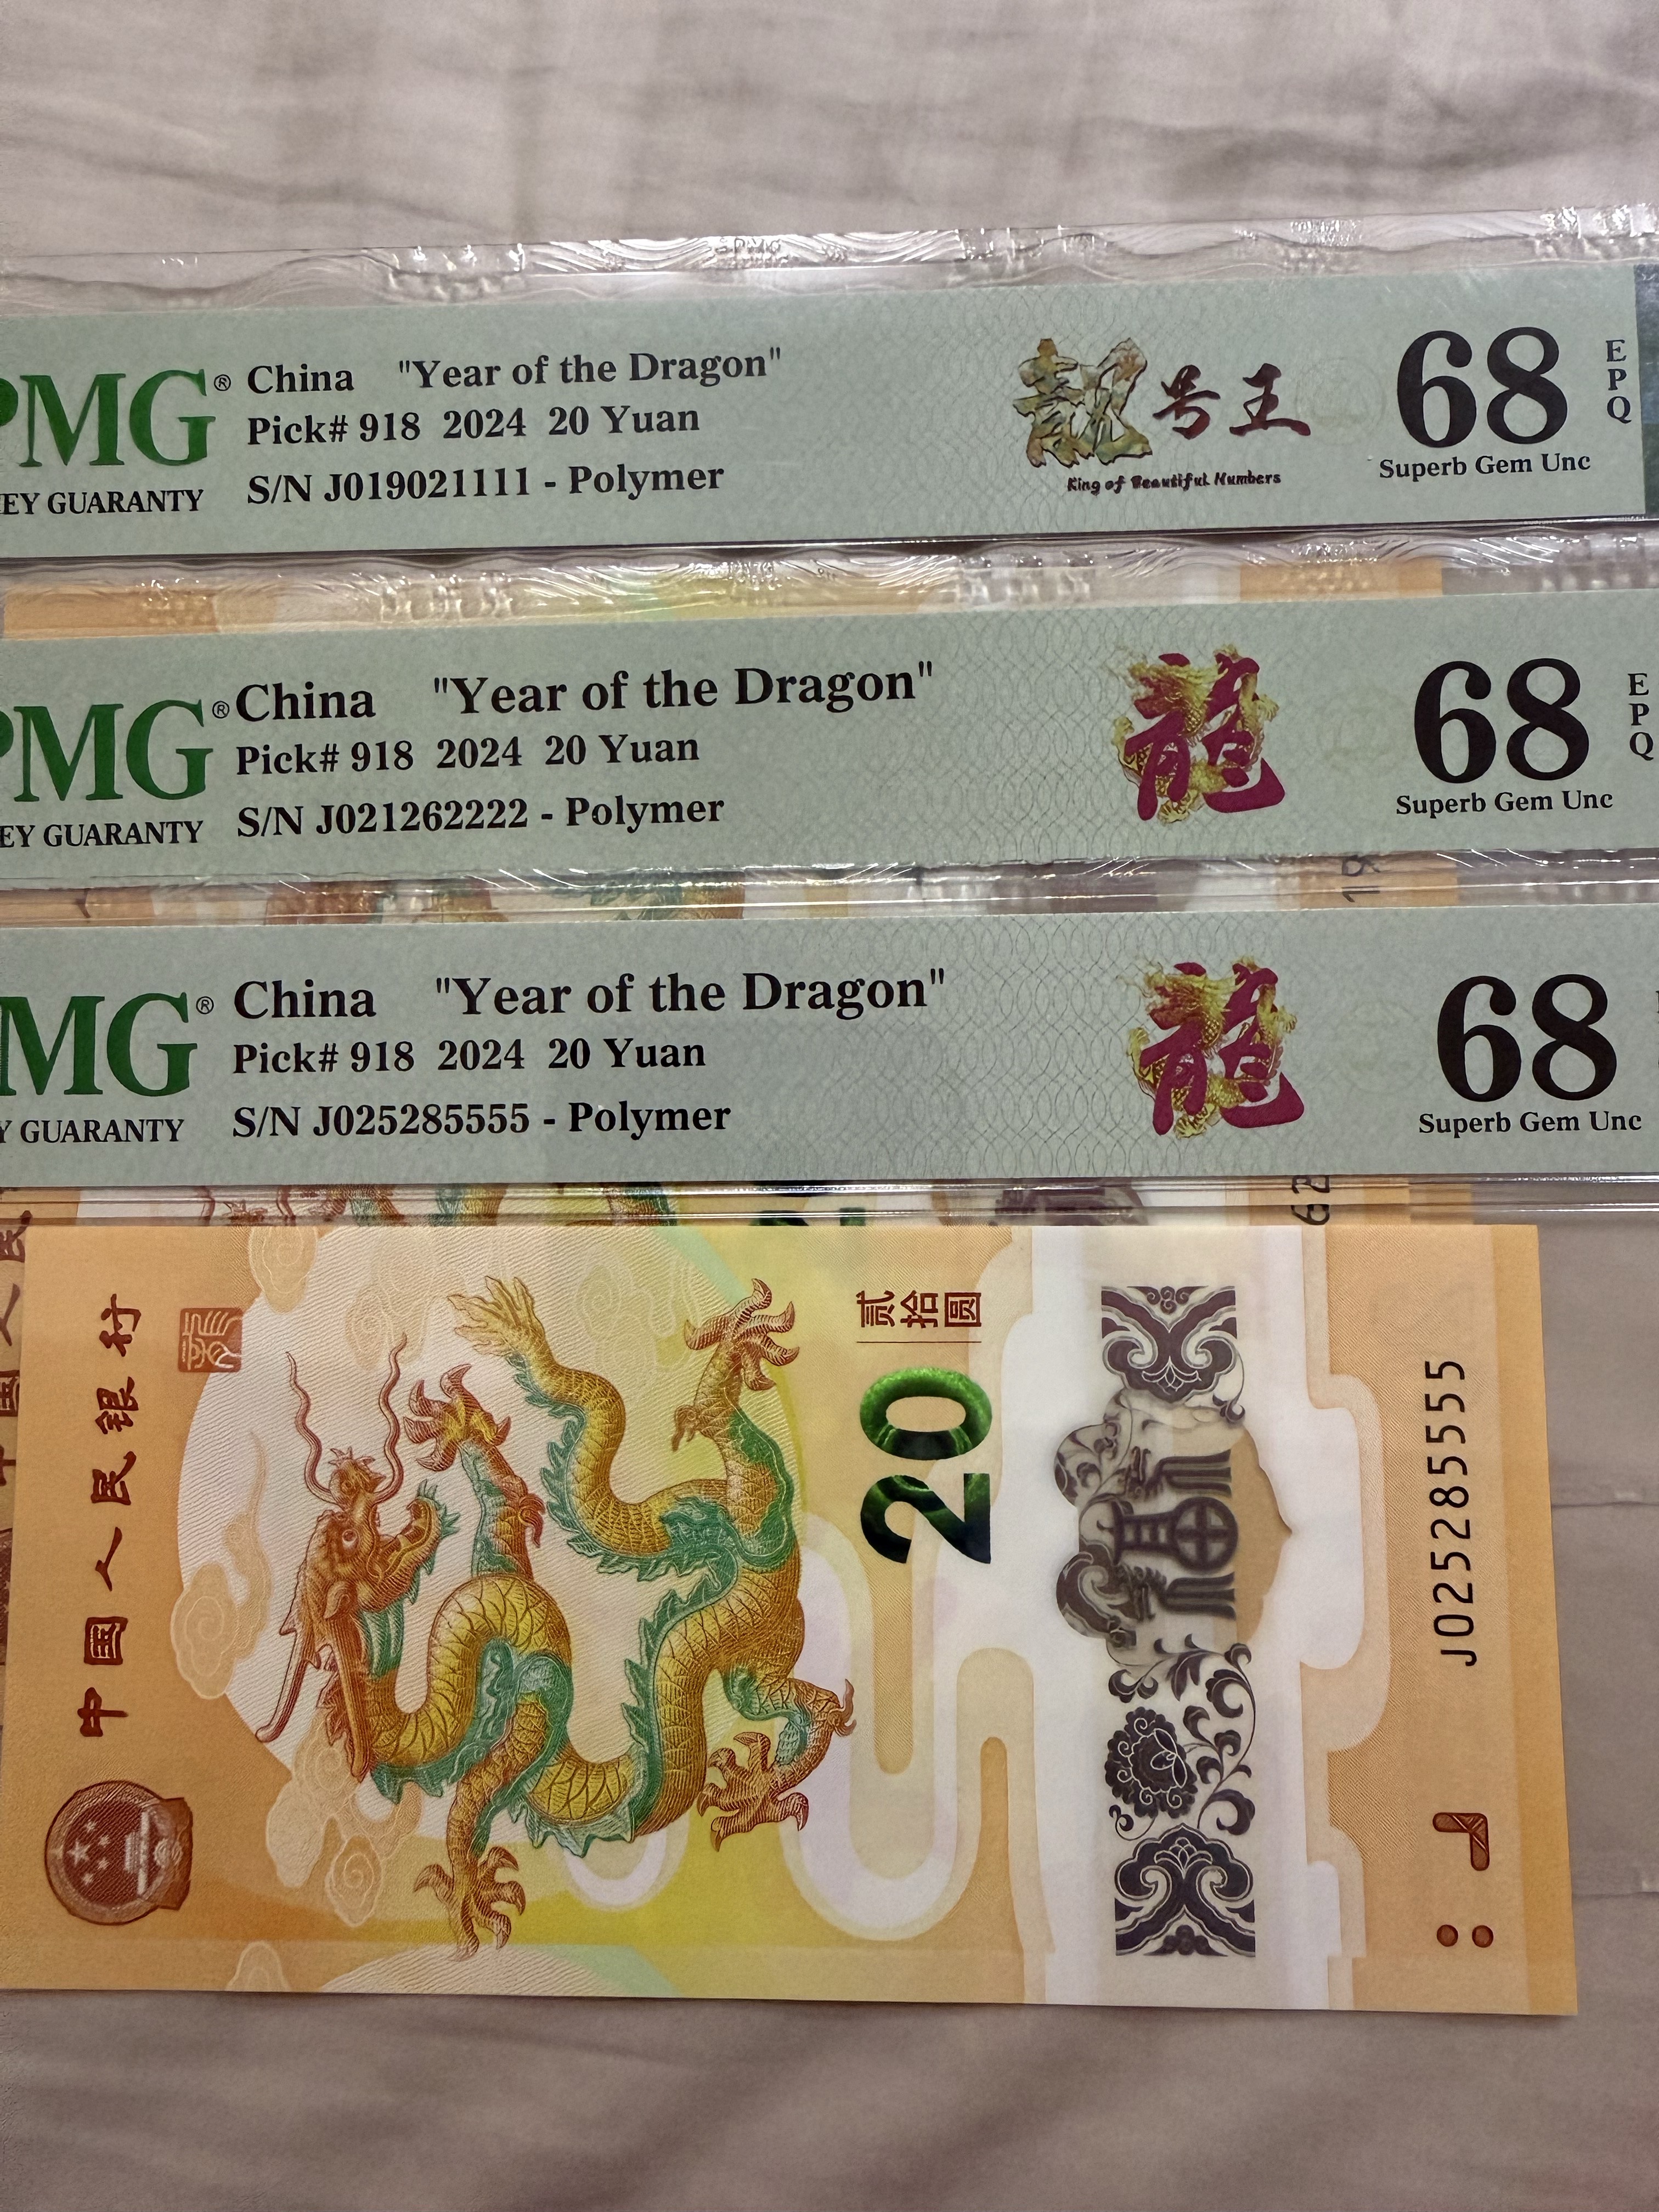 PMG® China "Year of the Dragon"
Pick# 918 2024 20 Yuan
EY GUARANTY S/N J019021111 - Polymer
靓号王
King of Beautiful Numbers
68 EPQ
Superb Gem Unc
PMG® China "Year of the Dragon"
Pick# 918 2024 20 Yuan
EY GUARANTY S/N J021262222 - Polymer
龍
68 EPQ
Superb Gem Unc
19
MG® China "Year of the Dragon"
Pick# 918 2024 20 Yuan
Y GUARANTY S/N J025285555 - Polymer
龍
68
Superb Gem Unc
62
中国人民银行
贰拾圆
20
J025285555